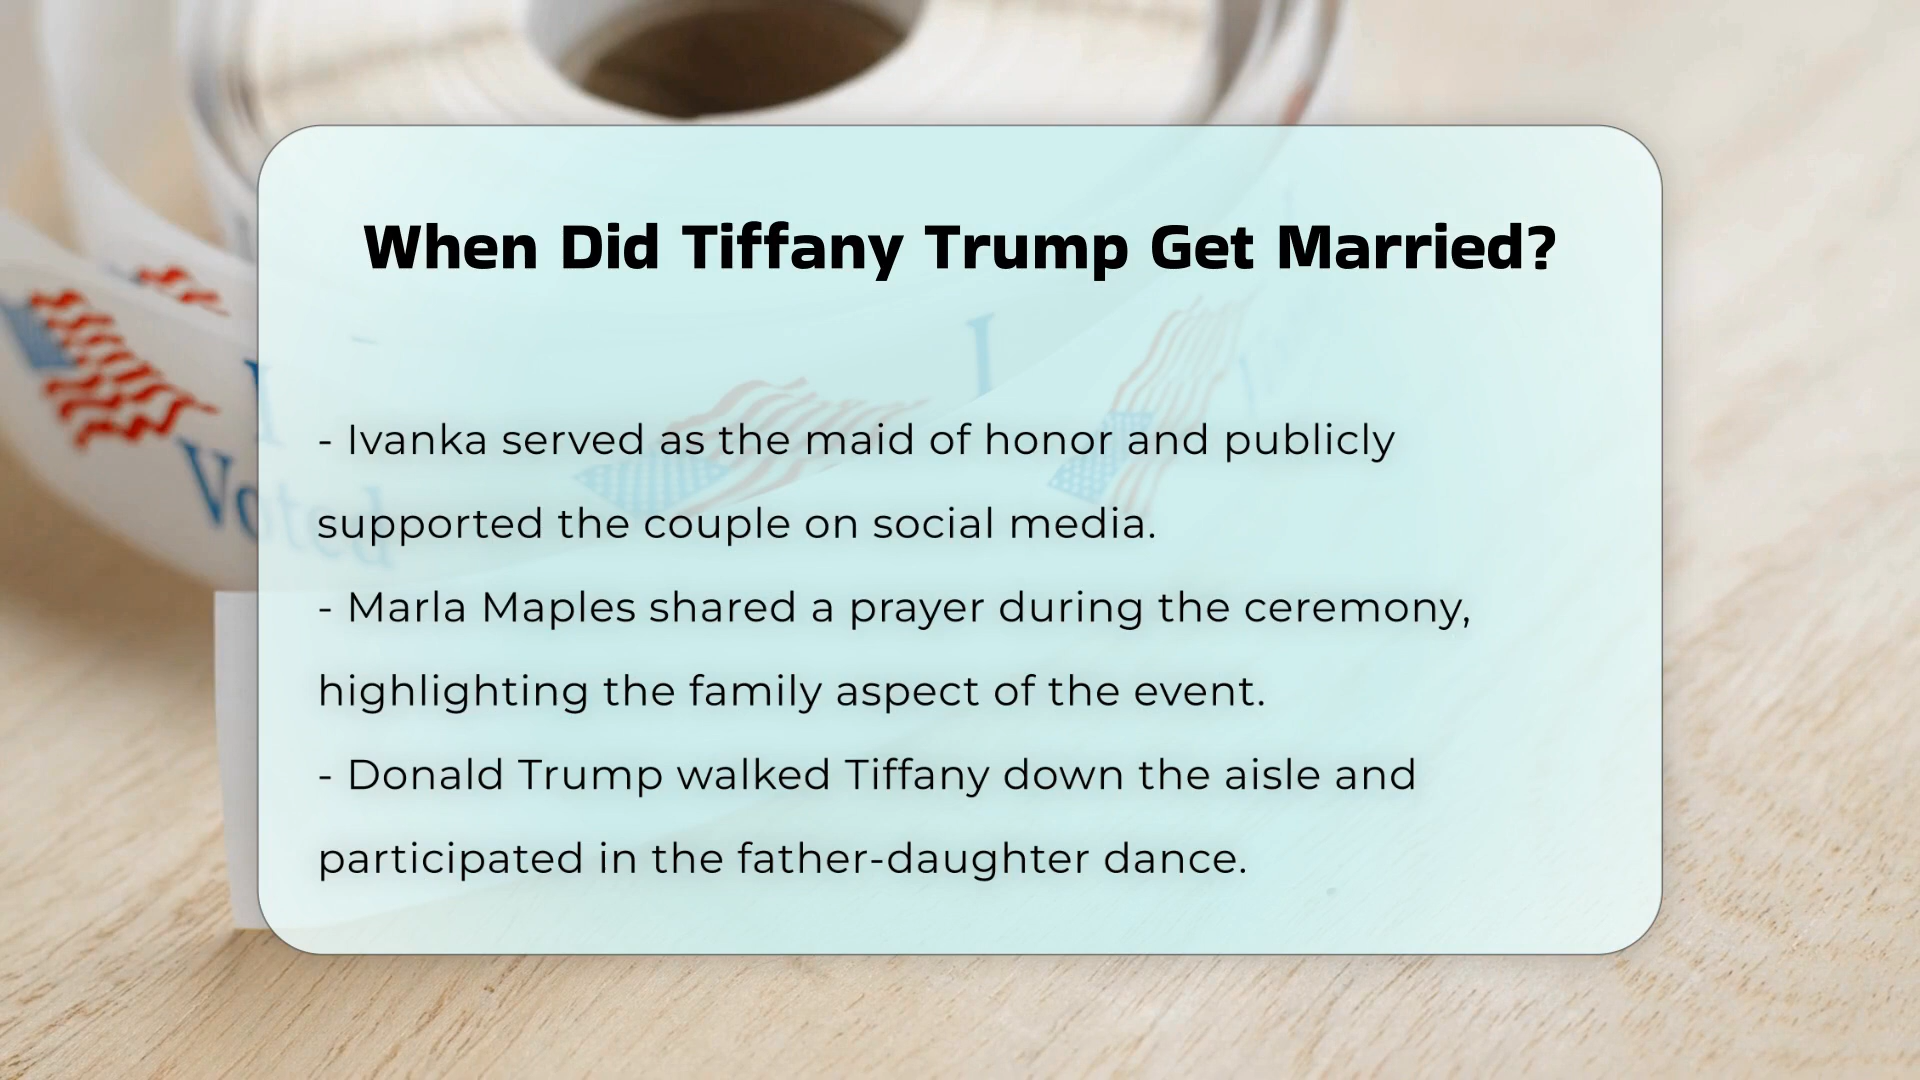 When Did Tiffany Trump Get Married?
- Ivanka served as the maid of honor and publicly
supported the couple on social media.
- Marla Maples shared a prayer during the ceremony,
highlighting the family aspect of the event.
- Donald Trump walked Tiffany down the aisle and
participated in the father-daughter dance.
I
Voted
I